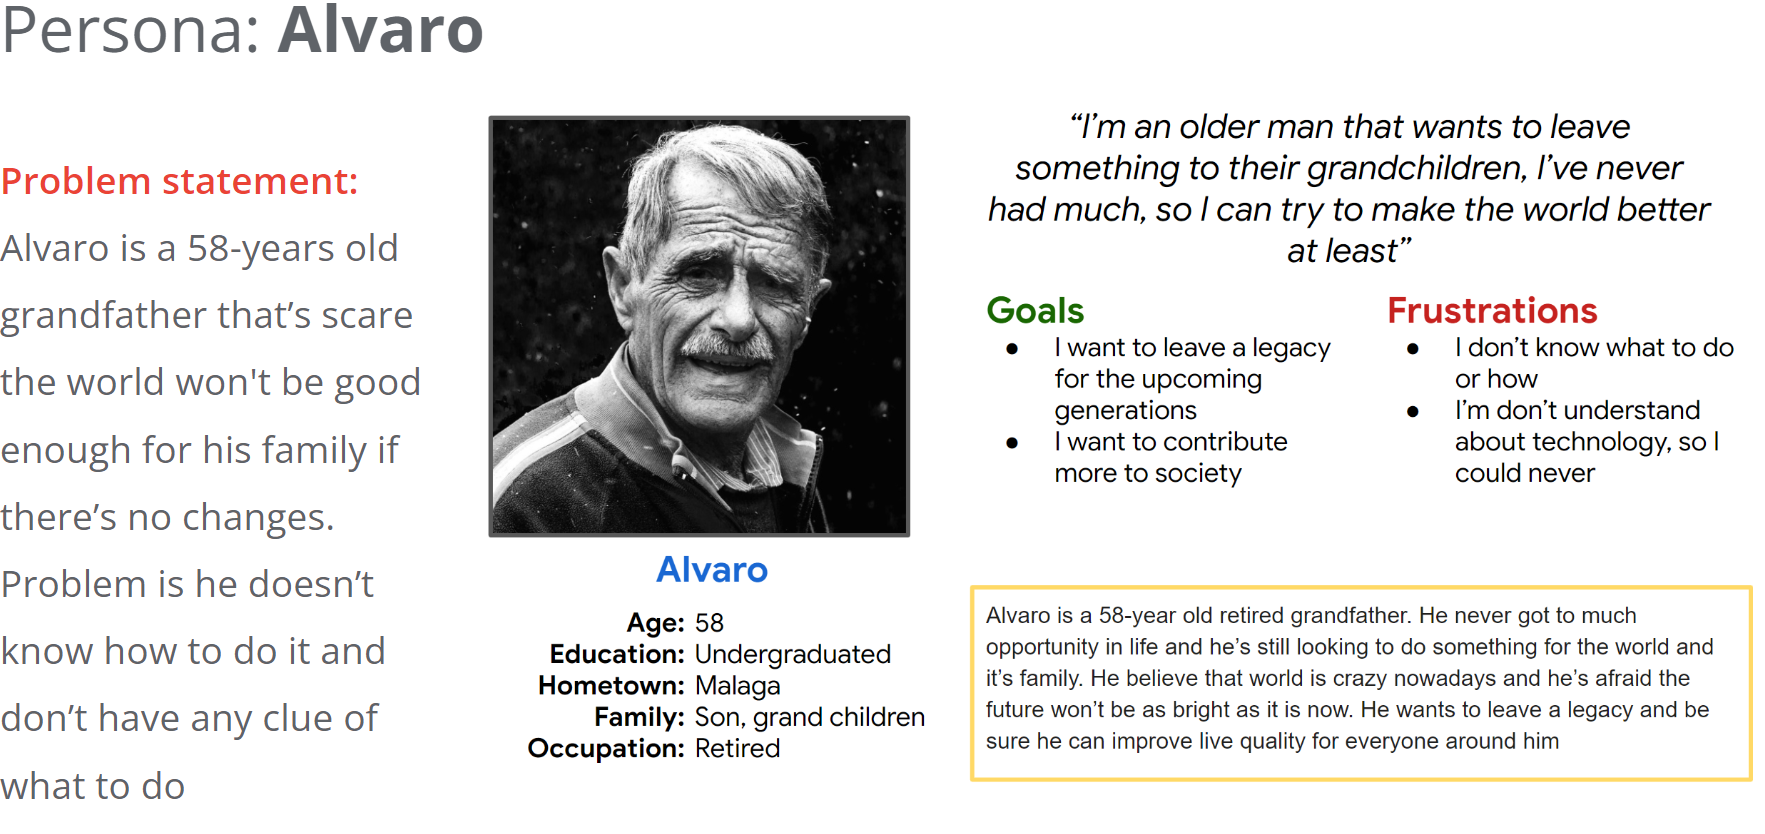 Persona: Alvaro
Problem statement:
Alvaro is a 58-years old
grandfather that’s scare
the world won't be good
enough for his family if
there’s no changes.
Problem is he doesn’t
know how to do it and
don’t have any clue of
what to do
Alvaro
Age: 58
Education: Undergraduated
Hometown: Malaga
Family: Son, grand children
Occupation: Retired
“I’m an older man that wants to leave
something to their grandchildren, I’ve never
had much, so I can try to make the world better
at least”
Goals
● I want to leave a legacy
for the upcoming
generations
● I want to contribute
more to society
Frustrations
● I don’t know what to do
or how
● I’m don’t understand
about technology, so I
could never
Alvaro is a 58-year old retired grandfather. He never got to much
opportunity in life and he’s still looking to do something for the world and
it’s family. He believe that world is crazy nowadays and he’s afraid the
future won’t be as bright as it is now. He wants to leave a legacy and be
sure he can improve live quality for everyone around him